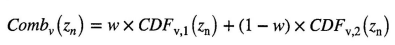 Comb_v(z_n) = w × CDF_{v,1}(z_n) + (1 − w) × CDF_{v,2}(z_n)